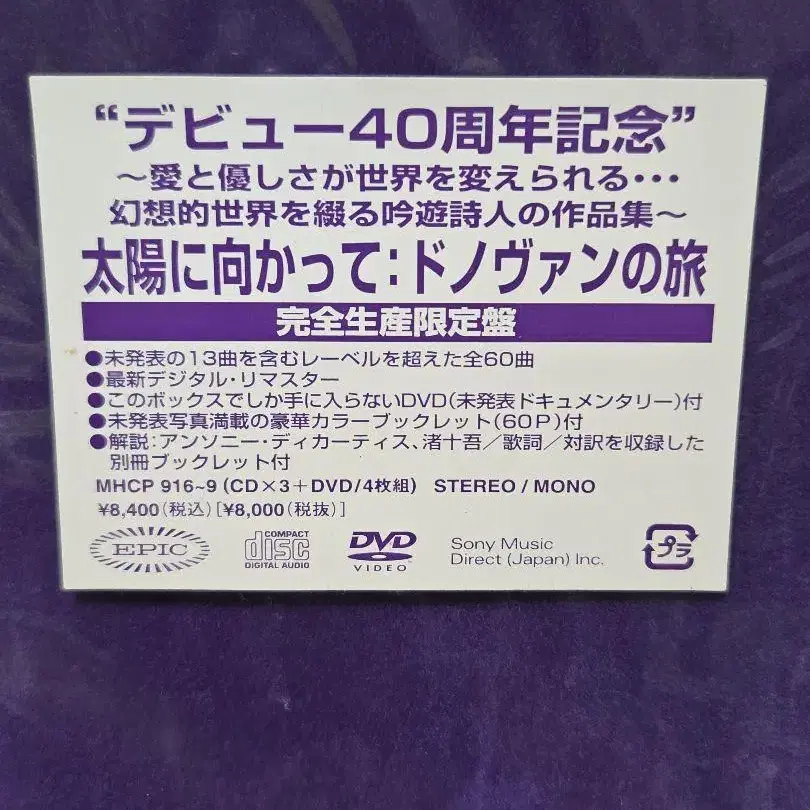 “デビュー40周年記念”
～愛と優しさが世界を変えられる・・・
幻想的世界を綴る吟遊詩人の作品集～
太陽に向かって：ドノヴァンの旅
完全生産限定盤
●未発表の13曲を含むレーベルを超えた全60曲
●最新デジタル・リマスター
●このボックスでしか手に入らないDVD（未発表ドキュメンタリー）付
●未発表写真満載の豪華カラーブックレット（60P）付
●解説：アンソニー・ディカーティス、渚十吾／歌詞／対訳を収録した
別冊ブックレット付
MHCP 916~9（CD×3＋DVD/4枚組） STEREO / MONO
¥8,400（税込）[¥8,000（税抜）]
EPIC
COMPACT
disc
DIGITAL AUDIO
DVD
VIDEO
Sony Music
Direct (Japan) Inc.
プラ